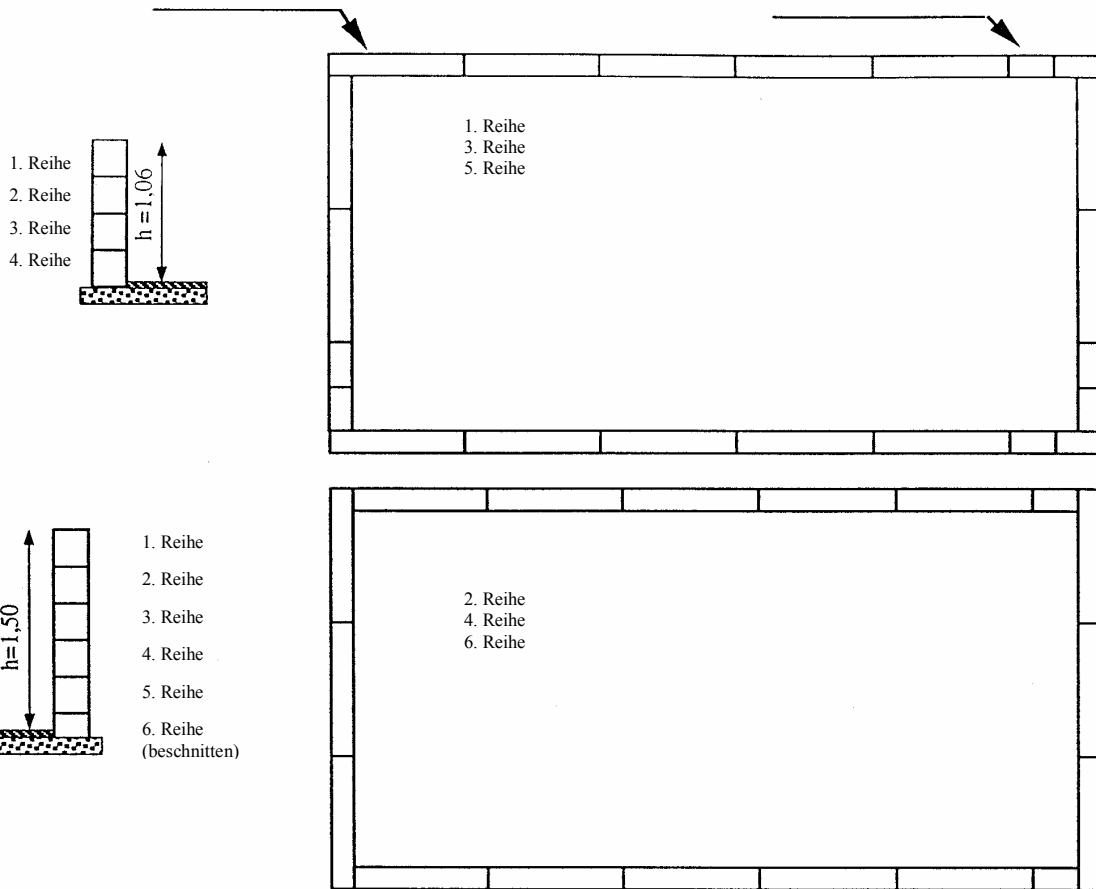 1. Reihe
3. Reihe
5. Reihe
1. Reihe
2. Reihe
3. Reihe
4. Reihe
h=1,06
1. Reihe
2. Reihe
3. Reihe
4. Reihe
5. Reihe
6. Reihe
(beschnitten)
h=1,50
2. Reihe
4. Reihe
6. Reihe